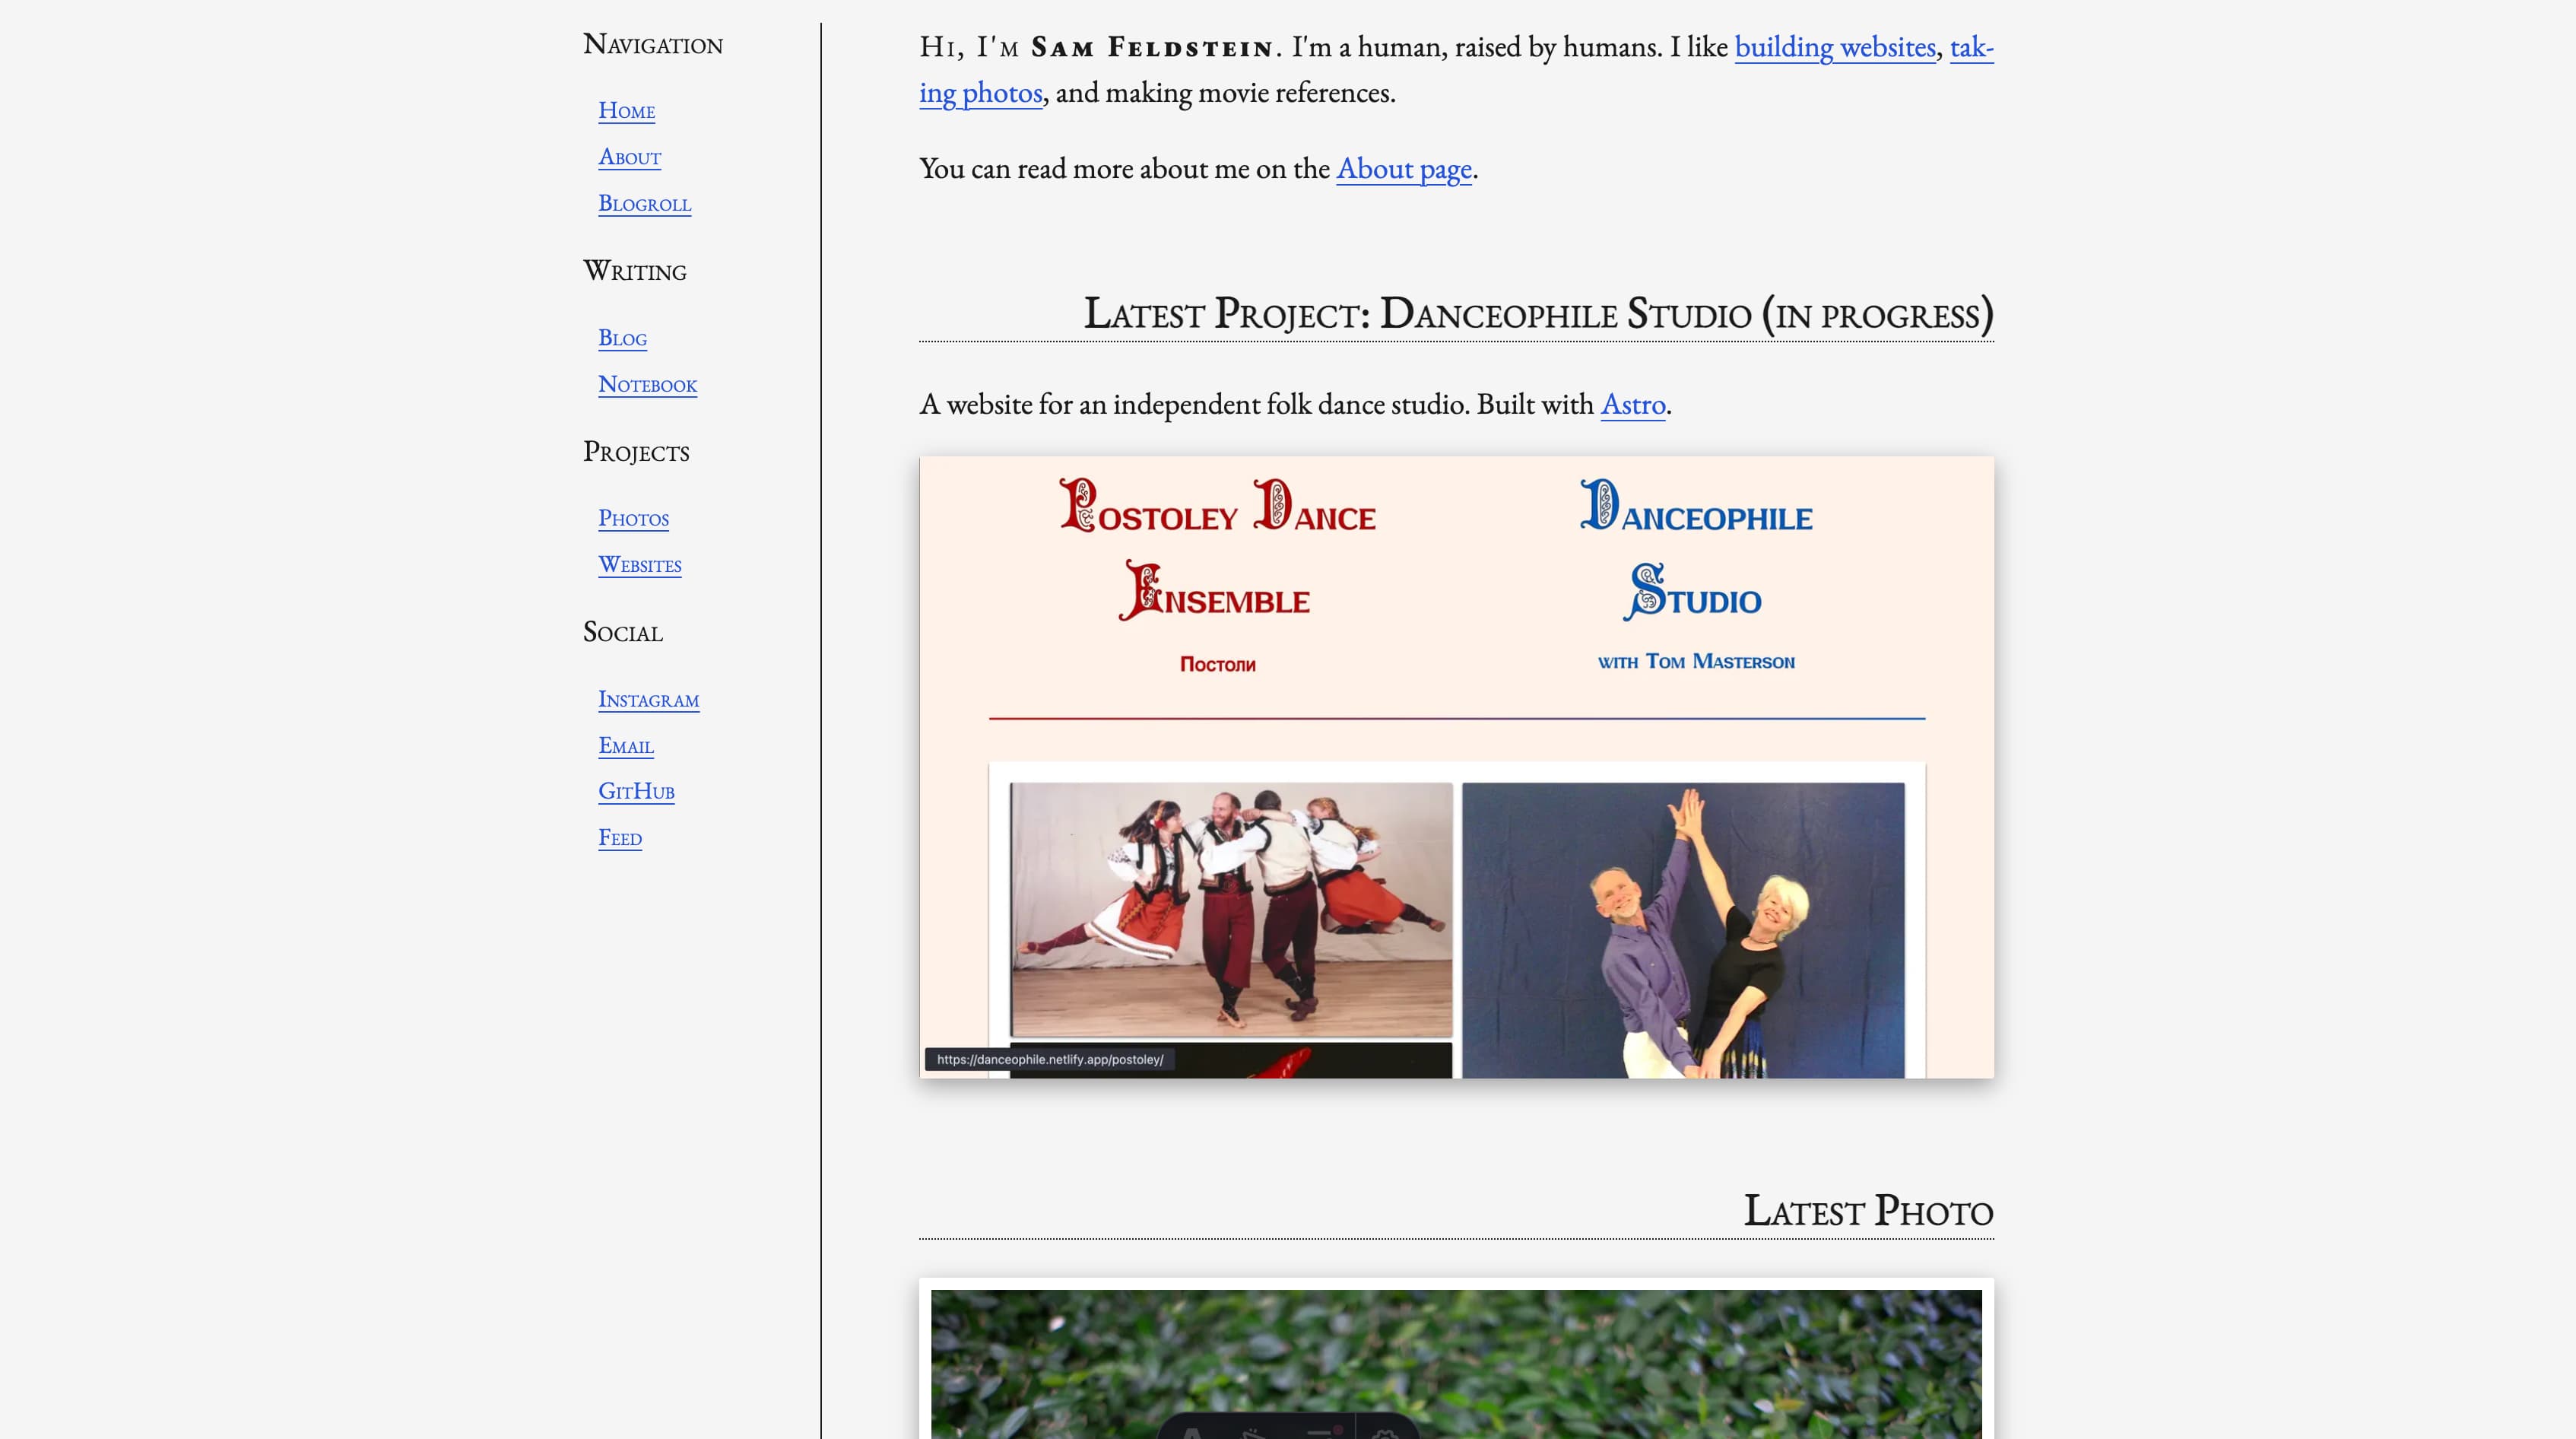 Navigation
Home
About
Blogroll
Writing
Blog
Notebook
Projects
Photos
Websites
Social
Instagram
Email
GitHub
Feed
Hi, I'm Sam Feldstein. I'm a human, raised by humans. I like building websites, tak-
ing photos, and making movie references.
You can read more about me on the About page.
Latest Project: Danceophile Studio (in progress)
A website for an independent folk dance studio. Built with Astro.
Postoley Dance
Ensemble
Постоли
Danceophile
Studio
with Tom Masterson
https://danceophile.netlify.app/postoley/
Latest Photo